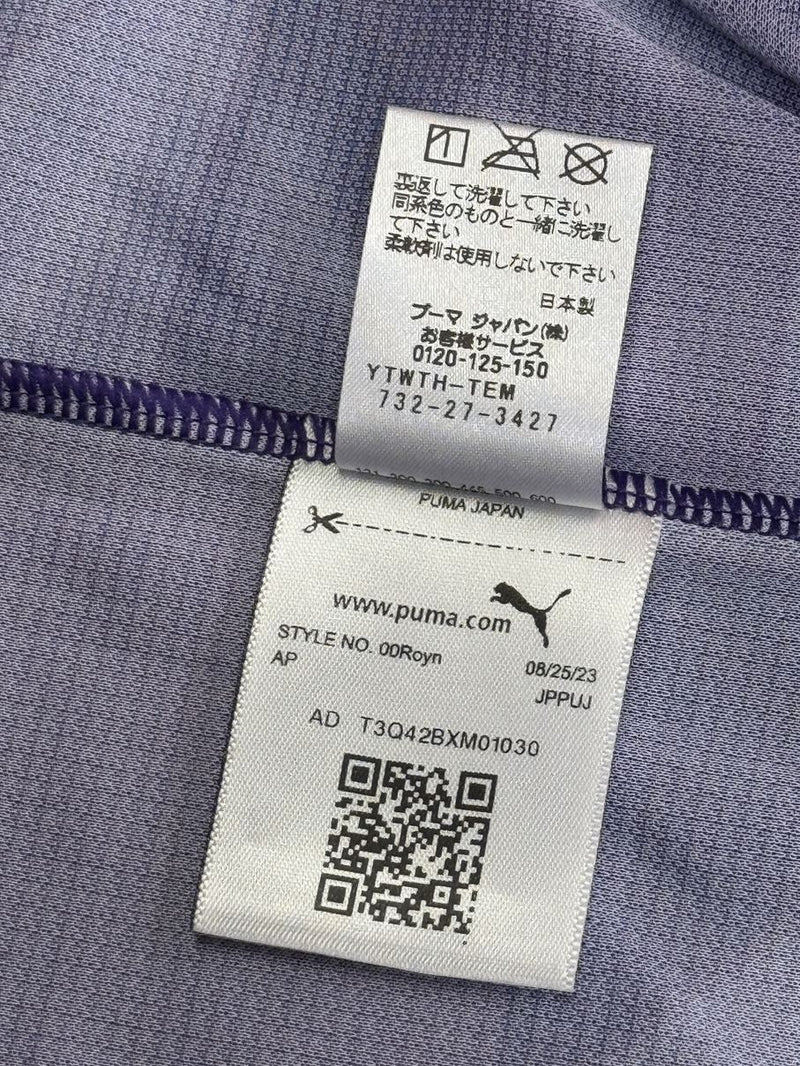 裏返して洗濯して下さい
同系色のものと一緒に洗濯し
て下さい
柔軟剤は使用しないで下さい
日本製
プーマ ジャパン(株)
お客様サービス
0120-125-150
YTWTH-TEM
732-27-3427
PUMA JAPAN
www.puma.com
STYLE NO. 00Royn
08/25/23
AP
JPPUJ
AD T3Q42BXM01030